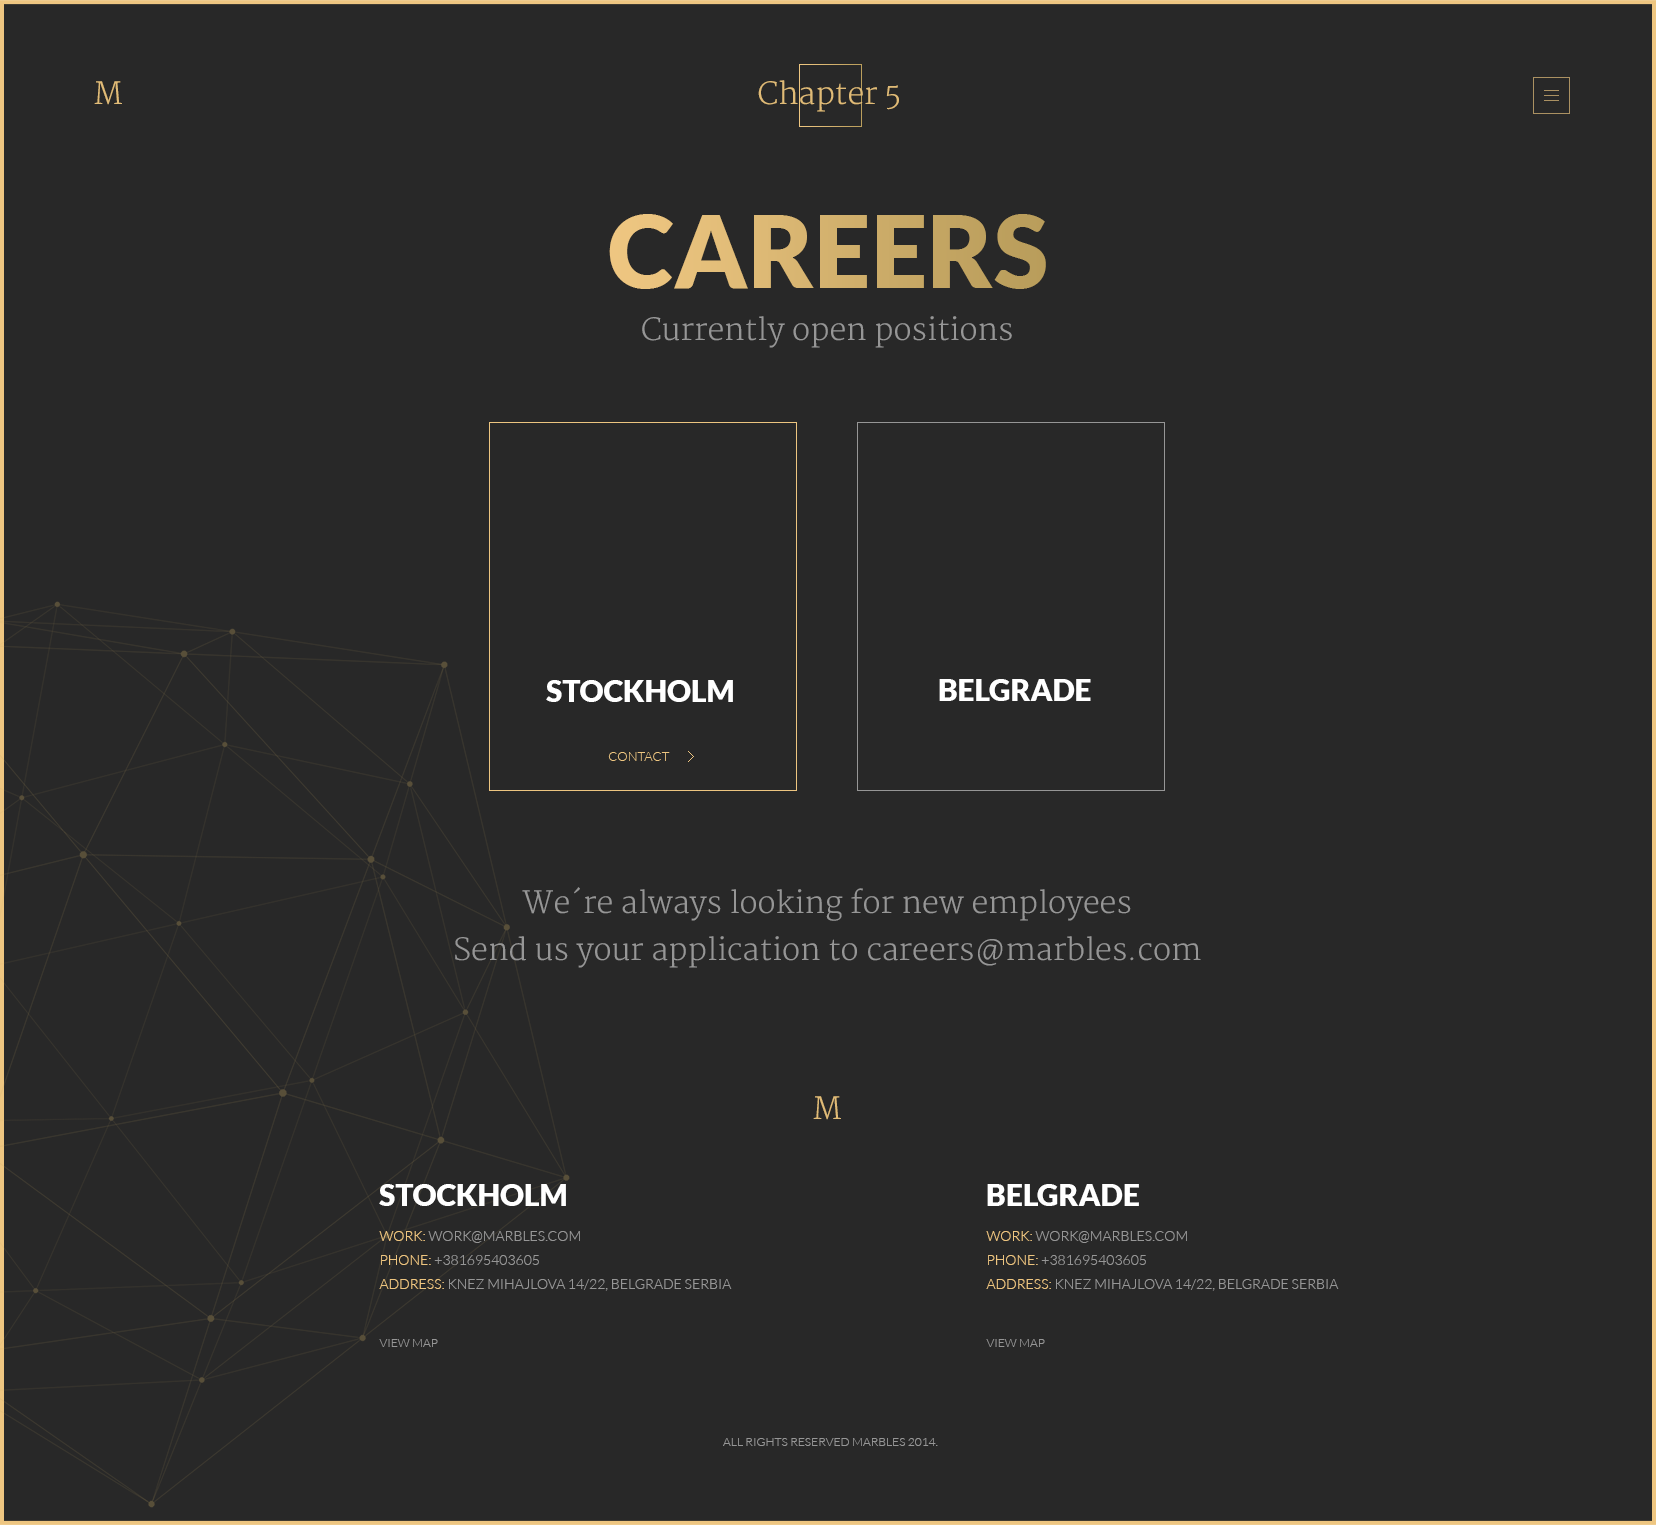 M
Chapter 5
CAREERS
Currently open positions
STOCKHOLM
CONTACT
BELGRADE
We´re always looking for new employees
Send us your application to careers@marbles.com
M
STOCKHOLM
WORK: WORK@MARBLES.COM
PHONE: +381695403605
ADDRESS: KNEZ MIHAJLOVA 14/22, BELGRADE SERBIA
VIEW MAP
BELGRADE
WORK: WORK@MARBLES.COM
PHONE: +381695403605
ADDRESS: KNEZ MIHAJLOVA 14/22, BELGRADE SERBIA
VIEW MAP
ALL RIGHTS RESERVED MARBLES 2014.